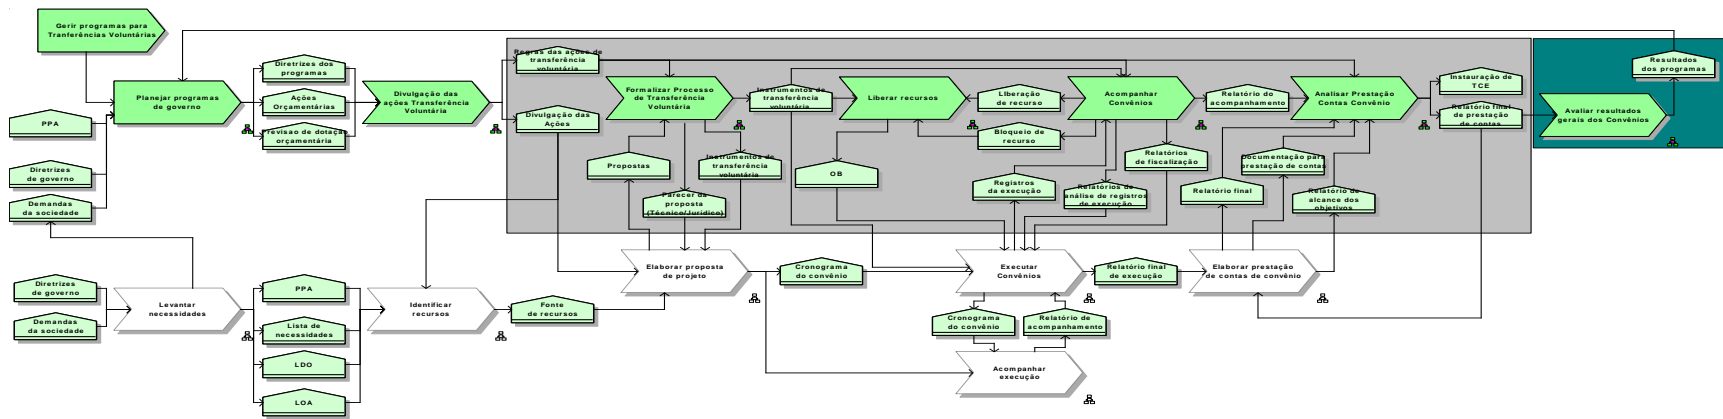 Gerir programas para
Tranferências Voluntárias
Planejar programas
de governo
PPA
Diretrizes
de governo
Demandas
da sociedade
Diretrizes dos
programas
Ações
Orçamentárias
Previsao de dotação
orçamentária
Divulgação das
ações Transferência
Voluntária
Regras das ações de
transferência
voluntária
Divulgação das
Ações
Formalizar Processo
de Transferência
Voluntária
Instrumentos de
transferência
voluntária
Liberar recursos
LIberação
de recurso
Bloqueio de
recurso
Acompanhar
Convênios
Relatório do
acompanhamento
Analisar Prestação
Contas Convênio
Instauração de
TCE
Relatório final
de prestação
de contas
Avaliar resultados
gerais dos Convênios
Resultados
dos programas
Propostas
Instrumentos de
transferência
voluntária
Parecer da
proposta
(Técnico/Jurídico)
OB
Registros
da execução
Relatórios de
análise de registros
de execução
Relatórios
de fiscalização
Relatório final
Documentação para
prestação de contas
Relatório de
alcance dos
objetivos
Diretrizes
de governo
Demandas
da sociedade
Levantar
necessidades
PPA
Lista de
necessidades
LDO
LOA
Identificar
recursos
Fonte
de recursos
Elaborar proposta
de projeto
Cronograma
do convênio
Executar
Convênios
Relatório final
de execução
Elaborar prestação
de contas de convênio
Cronograma
do convênio
Relatório de
acompanhamento
Acompanhar
execução